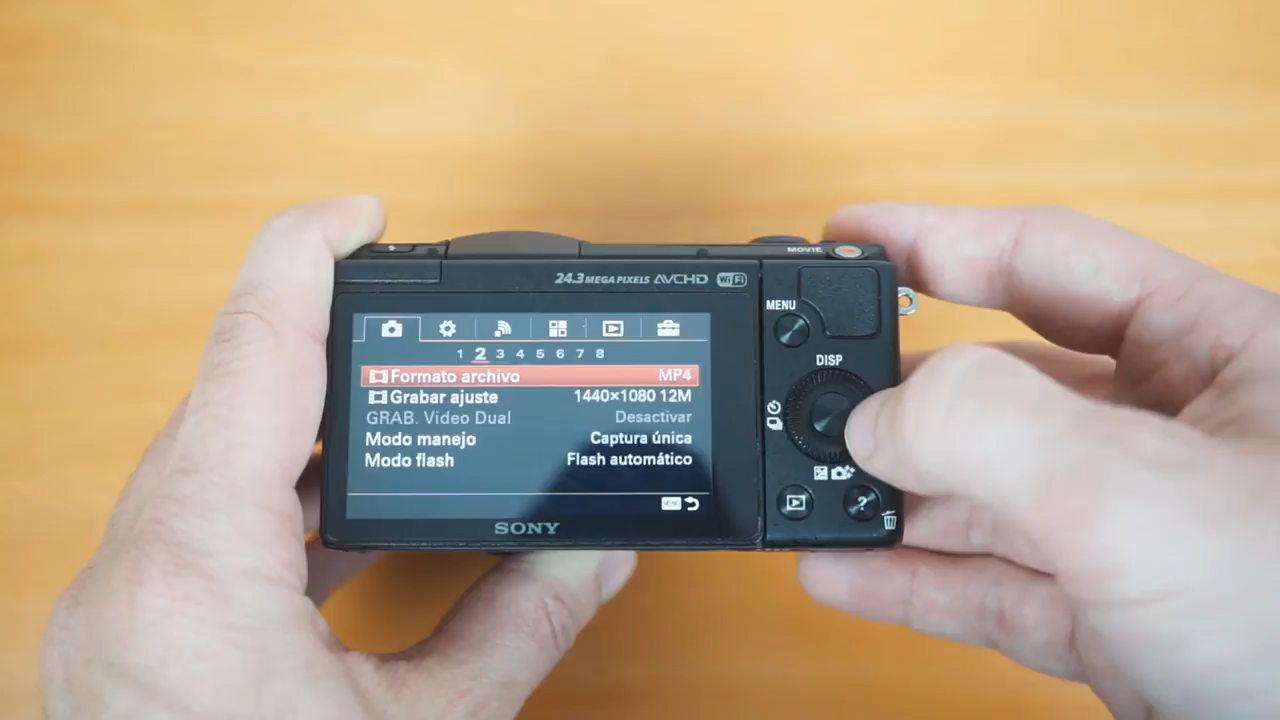 MOVIE
24.3 MEGA PIXELS AVCHD Wi Fi
MENU
DISP
1 2 3 4 5 6 7 8
Formato archivo MP4
Grabar ajuste 1440×1080 12M
GRAB. Video Dual Desactivar
Modo manejo Captura única
Modo flash Flash automático
MENU
?
SONY